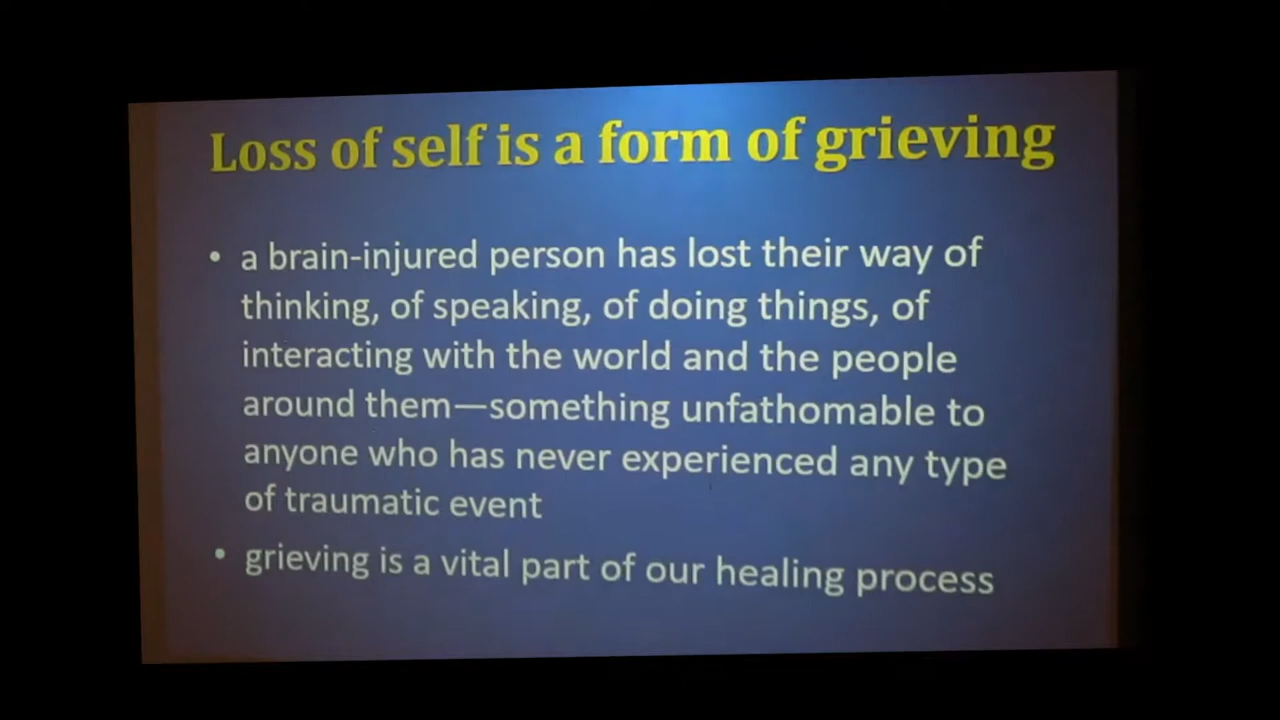 Loss of self is a form of grieving
• a brain-injured person has lost their way of
thinking, of speaking, of doing things, of
interacting with the world and the people
around them—something unfathomable to
anyone who has never experienced any type
of traumatic event
• grieving is a vital part of our healing process